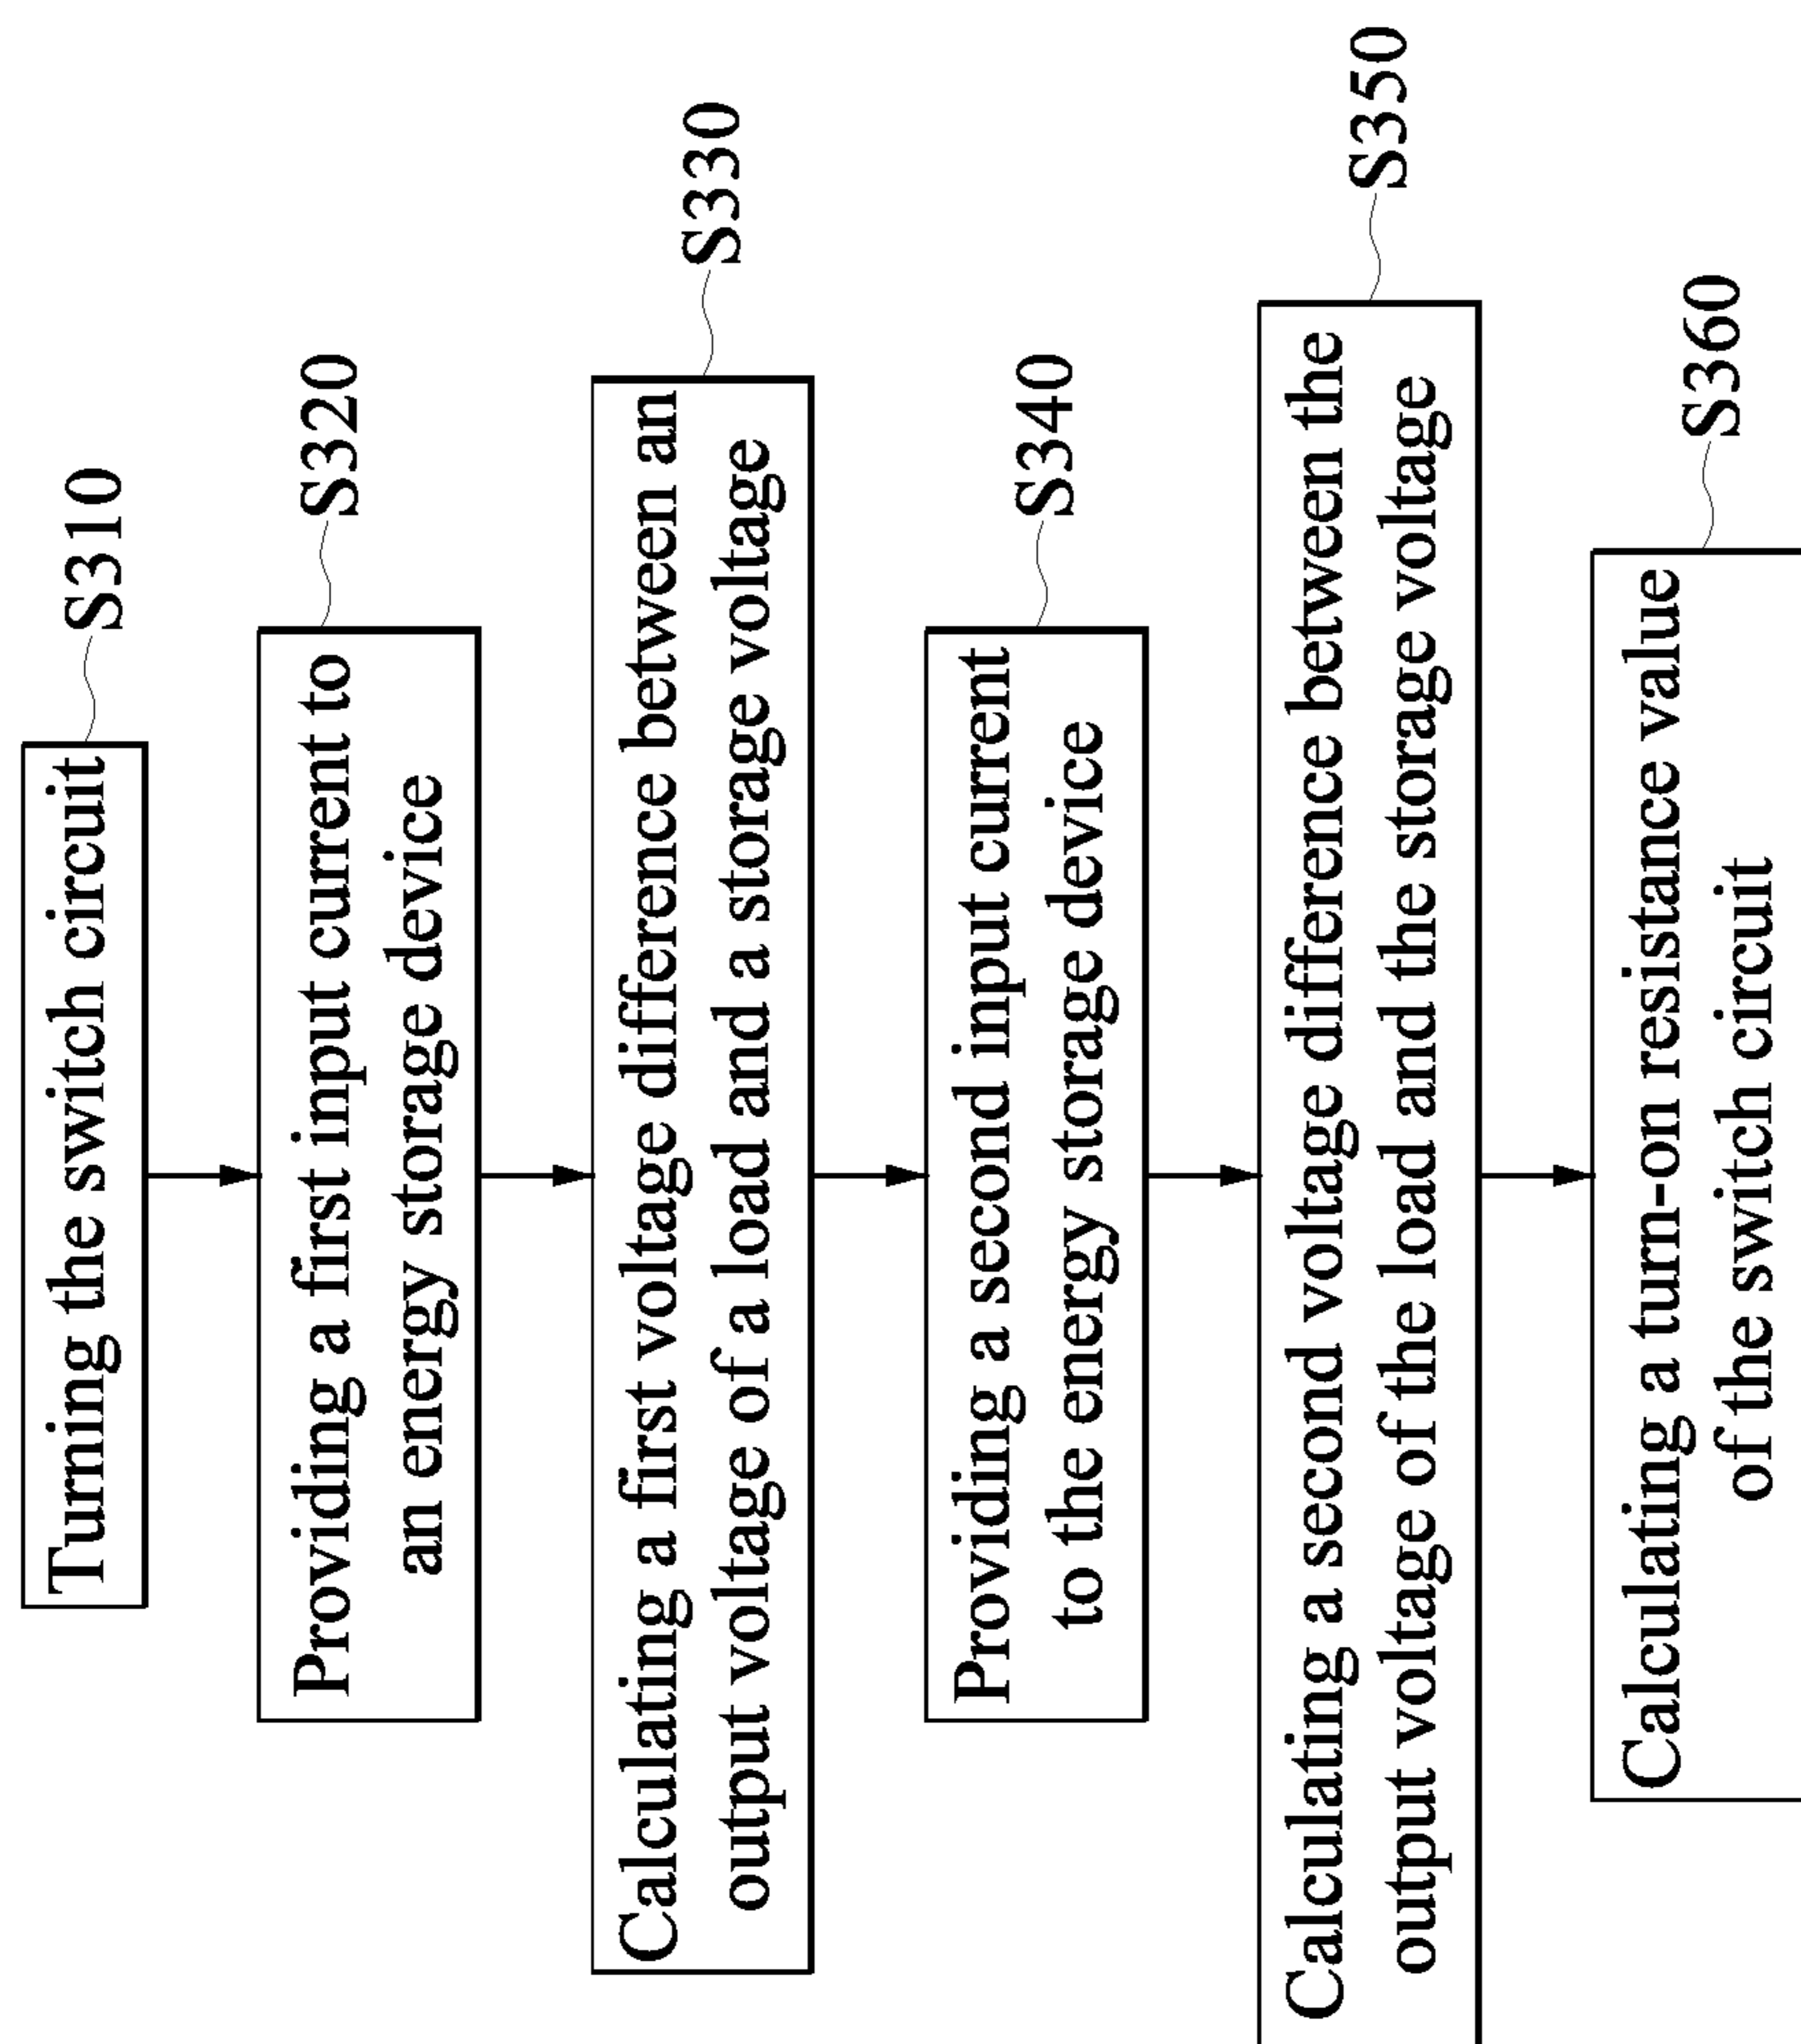 Turning the switch circuit
S310
Providing a first input current to
an energy storage device
S320
Calculating a first voltage difference between an
output voltage of a load and a storage voltage
S330
Providing a second input current
to the energy storage device
S340
Calculating a second voltage difference between the
output voltage of the load and the storage voltage
S350
Calculating a turn-on resistance value
of the switch circuit
S360